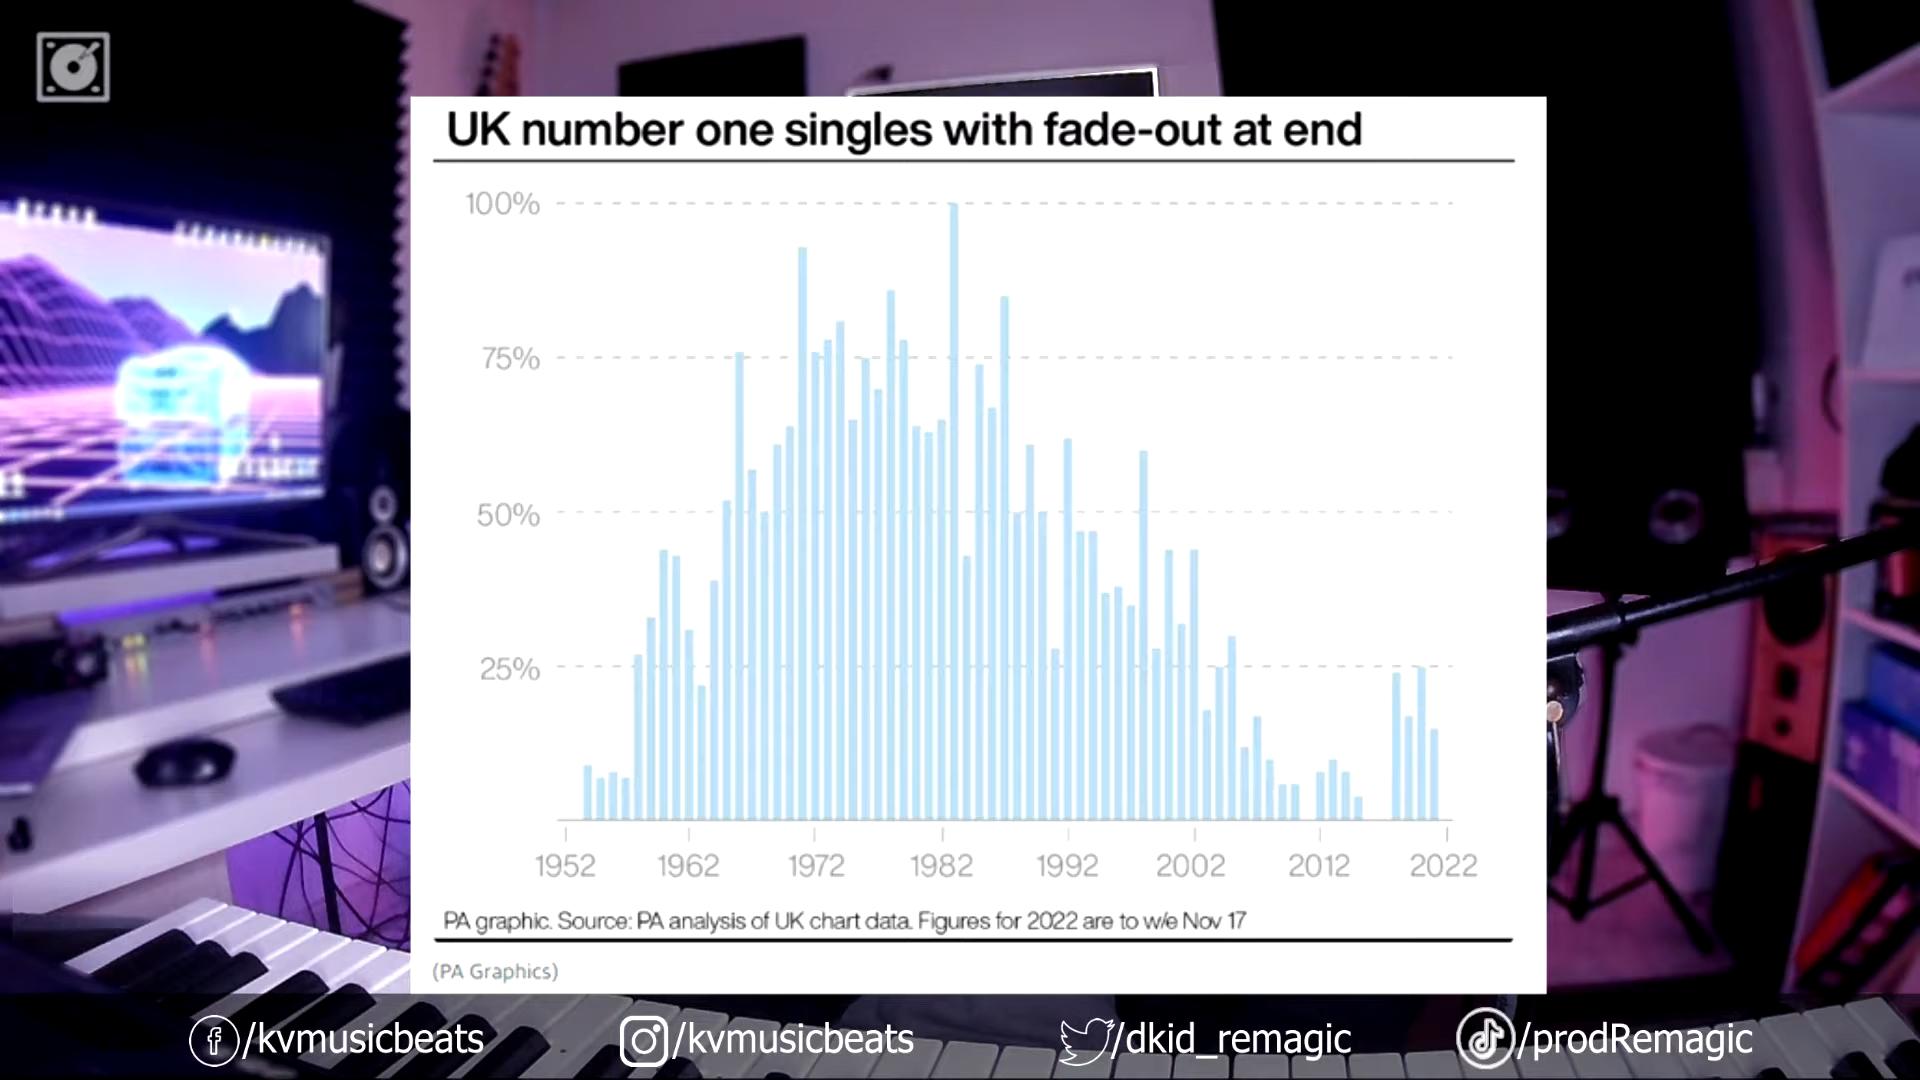 UK number one singles with fade-out at end
100%
75%
50%
25%
1952 1962 1972 1982 1992 2002 2012 2022
PA graphic. Source: PA analysis of UK chart data. Figures for 2022 are to w/e Nov 17
(PA Graphics)
/kvmusicbeats /kvmusicbeats /dkid_remagic /prodRemagic